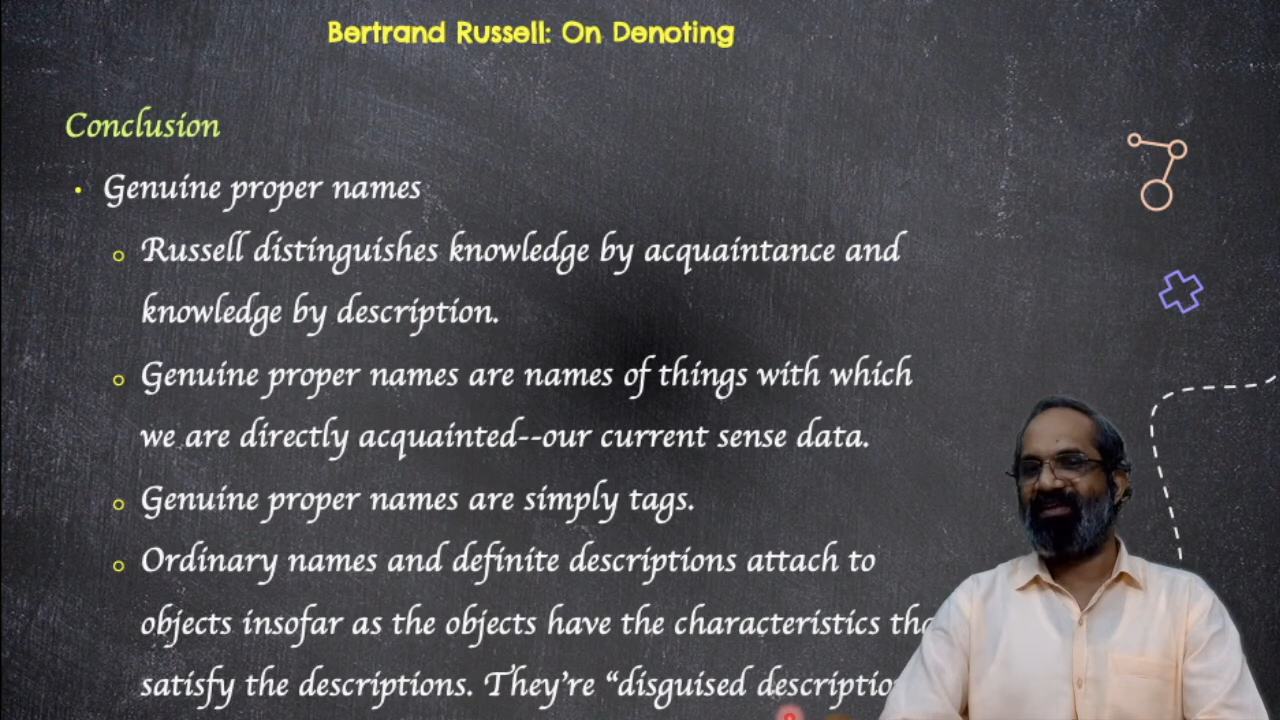 Bertrand Russell: On Denoting
Conclusion
• Genuine proper names
o Russell distinguishes knowledge by acquaintance and
knowledge by description.
o Genuine proper names are names of things with which
we are directly acquainted--our current sense data.
o Genuine proper names are simply tags.
o Ordinary names and definite descriptions attach to
objects insofar as the objects have the characteristics
satisfy the descriptions. They're "disguised